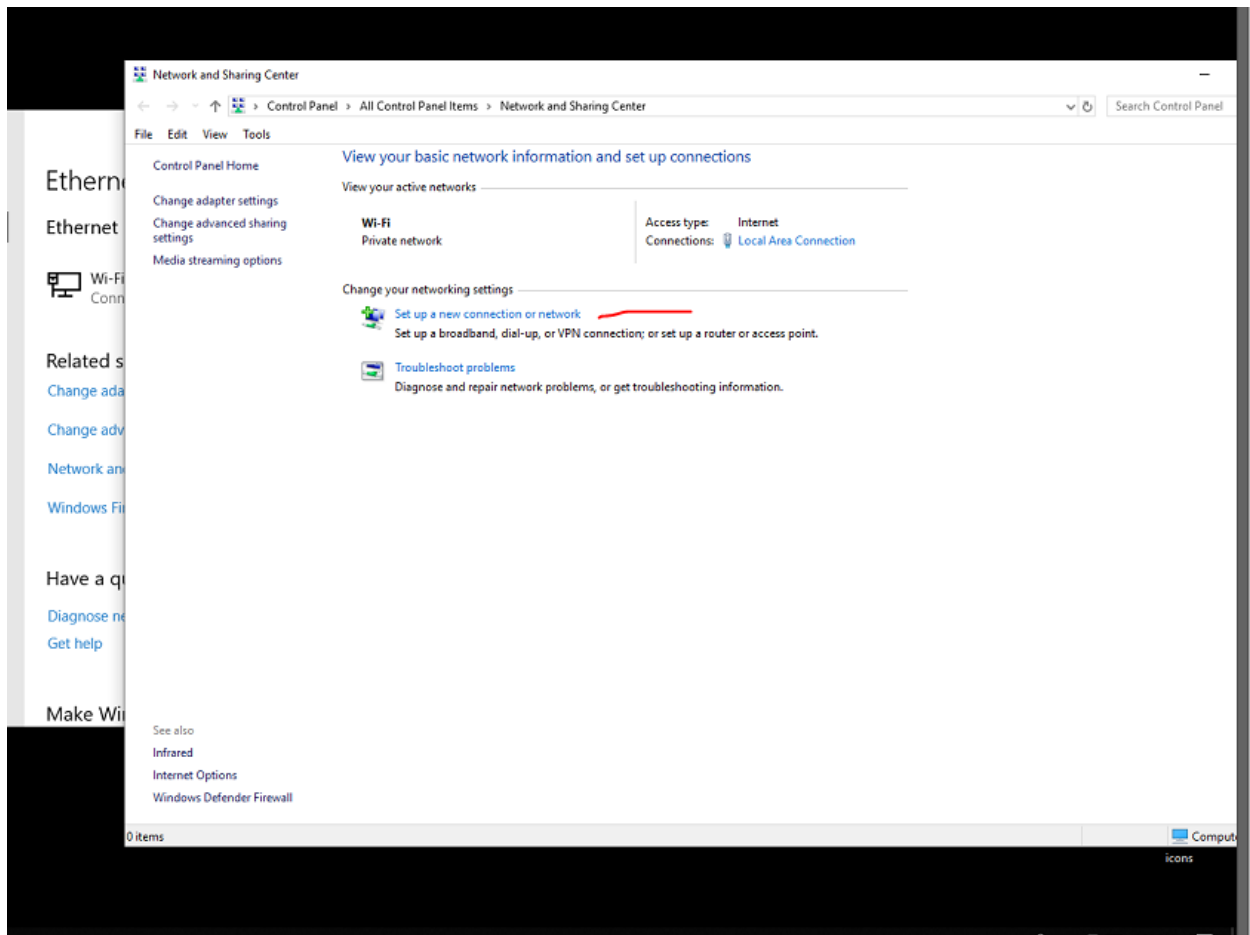 Network and Sharing Center
Control Panel > All Control Panel Items > Network and Sharing Center
Search Control Panel
File Edit View Tools
Control Panel Home
Change adapter settings
Change advanced sharing
settings
Media streaming options
View your basic network information and set up connections
View your active networks
Wi-Fi
Private network
Access type: Internet
Connections: Local Area Connection
Change your networking settings
Set up a new connection or network
Set up a broadband, dial-up, or VPN connection; or set up a router or access point.
Troubleshoot problems
Diagnose and repair network problems, or get troubleshooting information.
See also
Infrared
Internet Options
Windows Defender Firewall
0 items
Comput
icons
Ethern
Ethernet
Wi-Fi
Conn
Related s
Change ada
Change adv
Network an
Windows Fi
Have a qu
Diagnose ne
Get help
Make Wi